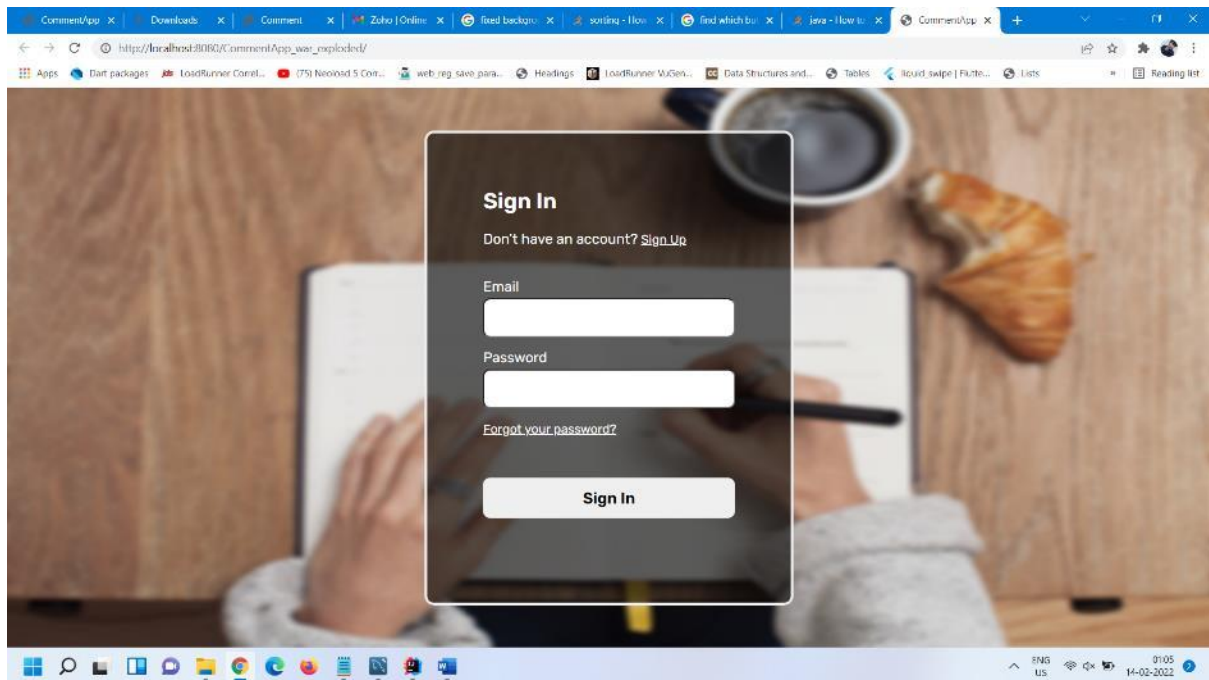 CommentApp Downloads Comment Zoho | Online fixed backgro sorting - How find which bu java - How to CommentApp
http://localhost:8080/CommentApp_war_exploded/
Apps Dart packages LoadRunner Correl... (75) Neoload 5 Corr... web_reg_save_para... Headings LoadRunner VuGen... Data Structures and... Tables liquid_swipe | Flutte... Lists » Reading list
Sign In
Don't have an account? Sign Up
Email
Password
Forgot your password?
Sign In
ENG
US
01:05
14-02-2022